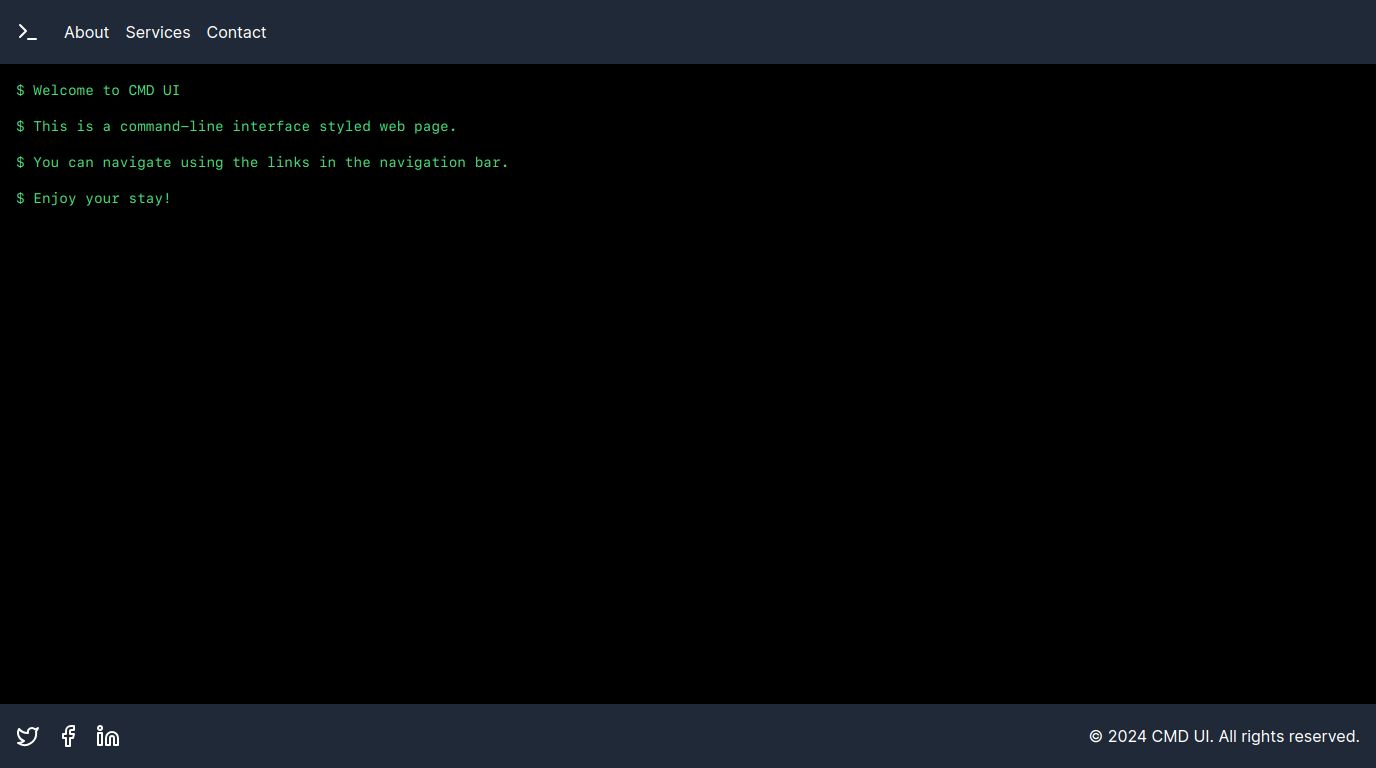 About Services Contact
$ Welcome to CMD UI
$ This is a command-line interface styled web page.
$ You can navigate using the links in the navigation bar.
$ Enjoy your stay!
© 2024 CMD UI. All rights reserved.